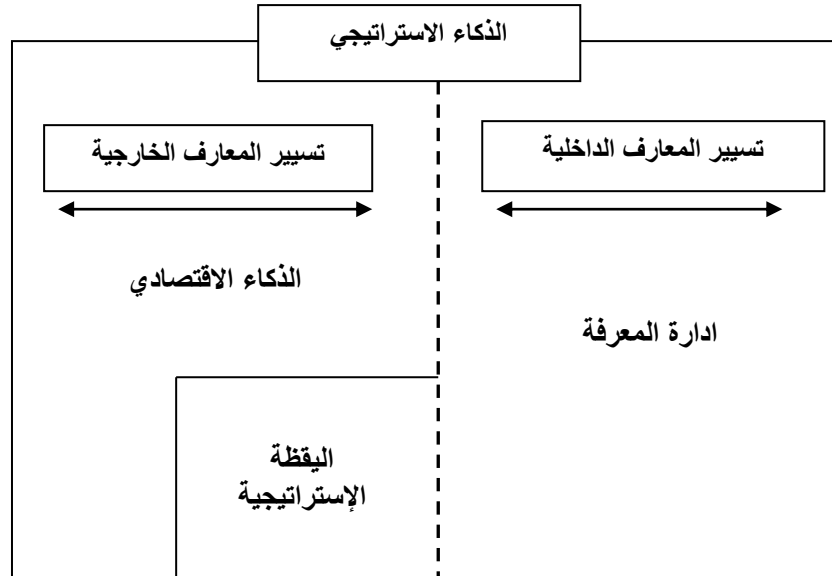 الذكاء الاستراتيجي
تسيير المعارف الداخلية
تسيير المعارف الخارجية
الذكاء الاقتصادي
ادارة المعرفة
اليقظة
الإستراتيجية